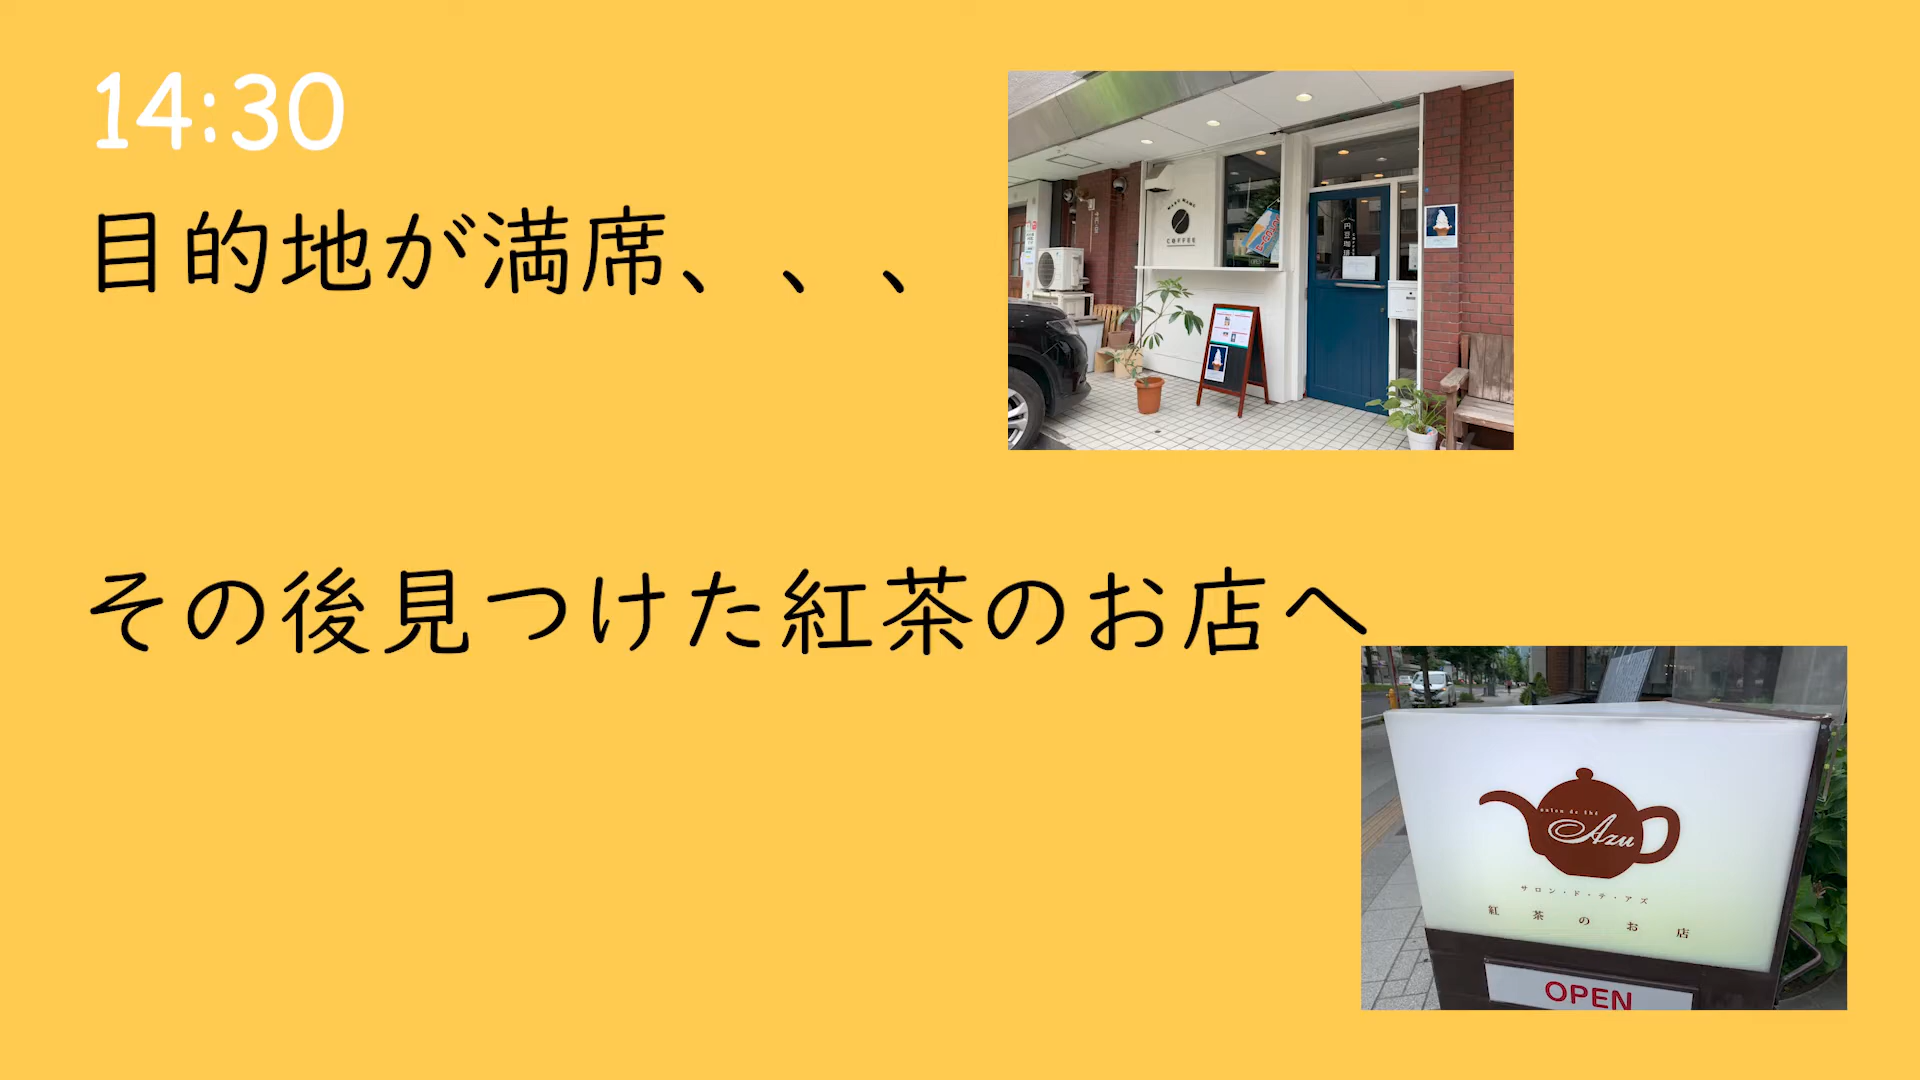 14:30
目的地が満席、、、
COFFEE
その後見つけた紅茶のお店へ
salon de thé
Azu
サロン・ド・テ・アズ
紅茶のお店
OPEN